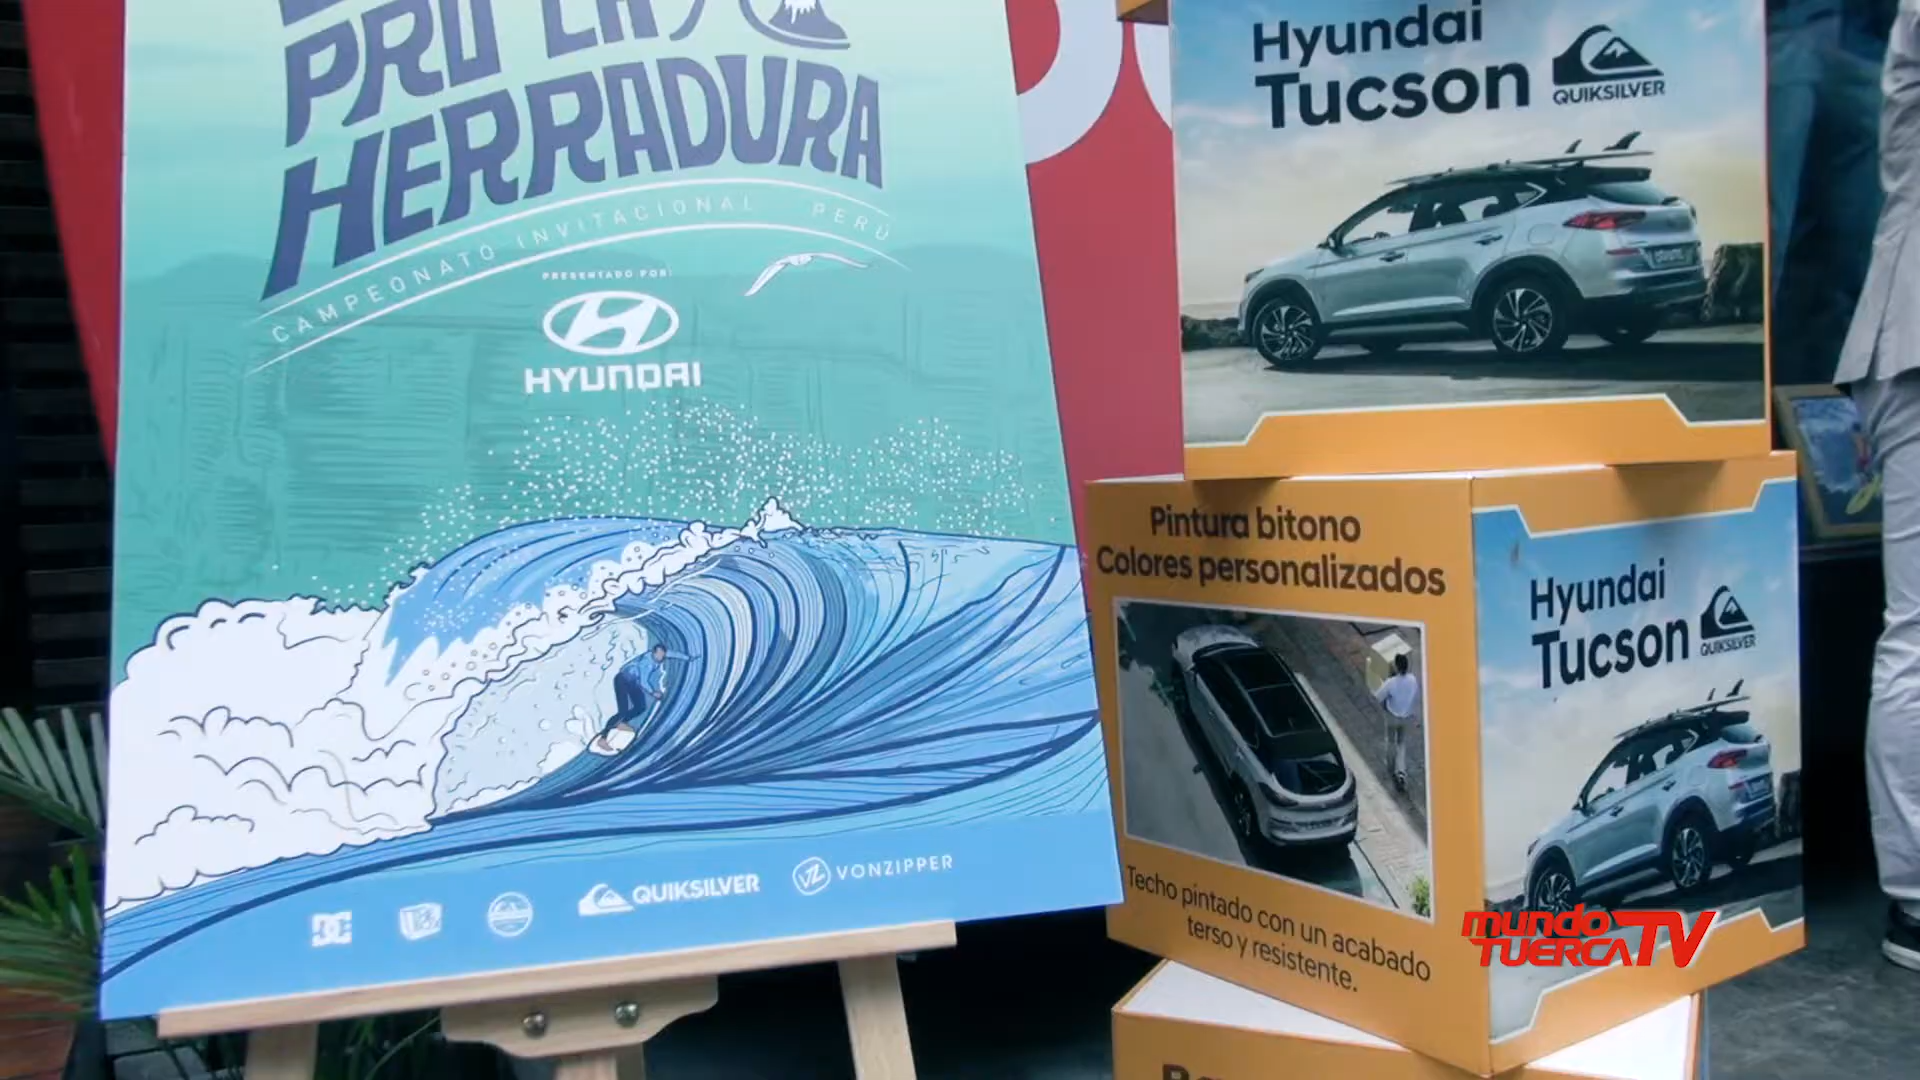 PRO LA
HERRADURA
CAMPEONATO INVITACIONAL PERÚ
PRESENTADO POR:
HYUNDAI
DC
QUIKSILVER
VONZIPPER
Hyundai
Tucson
QUIKSILVER
Pintura bitono
Colores personalizados
Techo pintado con un acabado
terso y resistente.
Hyundai
Tucson
QUIKSILVER
mundo
TUERCA TV